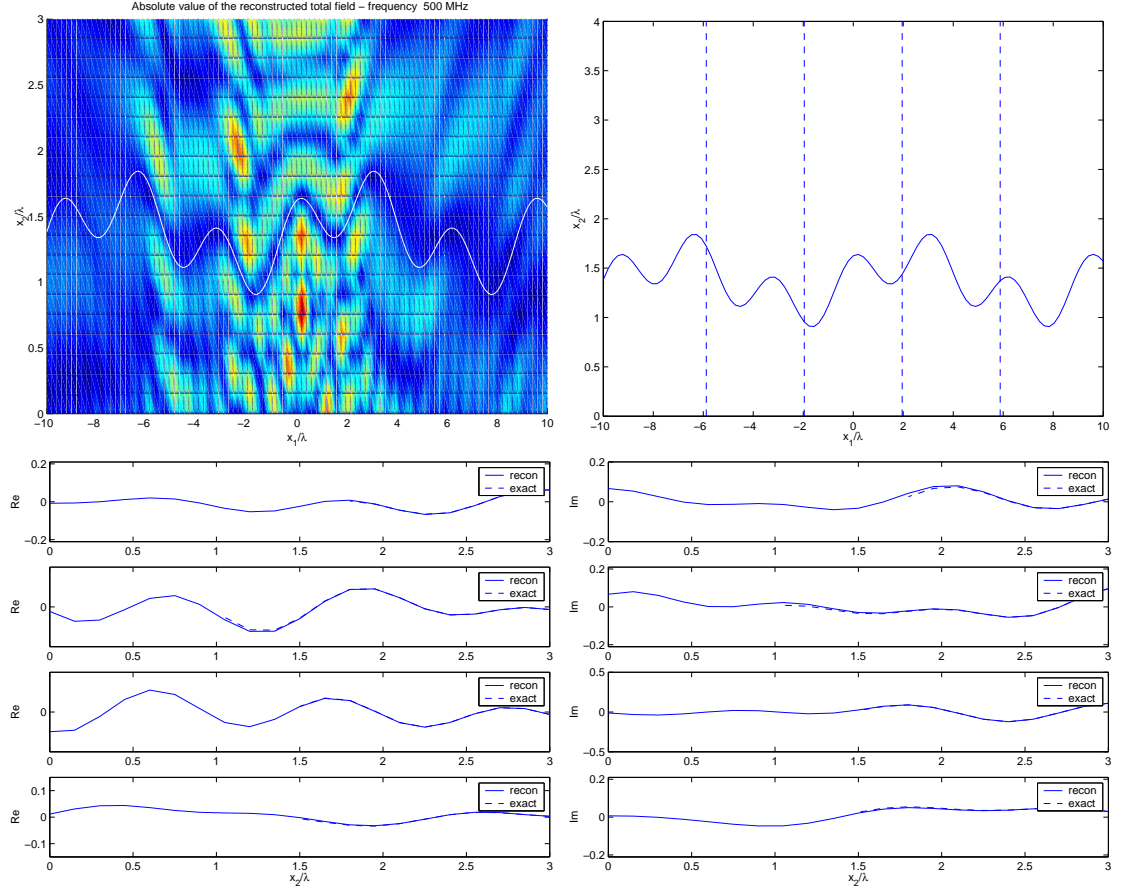 Absolute value of the reconstructed total field – frequency 500 MHz
3
2.5
2
1.5
1
0.5
0
x2/λ
−10 −8 −6 −4 −2 0 2 4 6 8 10
x1/λ
4
3.5
3
2.5
2
1.5
1
0.5
0
x2/λ
−10 −8 −6 −4 −2 0 2 4 6 8 10
x1/λ
0.2
0
−0.2
Re
recon
exact
0 0.5 1 1.5 2 2.5 3
0.1
0
−0.1
Im
recon
exact
0 0.5 1 1.5 2 2.5 3
0
Re
recon
exact
0 0.5 1 1.5 2 2.5 3
0.2
0
−0.2
Im
recon
exact
0 0.5 1 1.5 2 2.5 3
0
Re
recon
exact
0 0.5 1 1.5 2 2.5 3
0.5
0
−0.5
Im
recon
exact
0 0.5 1 1.5 2 2.5 3
0.1
0
−0.1
Re
recon
exact
0 0.5 1 1.5 2 2.5 3
x2/λ
0.2
0
−0.2
Im
recon
exact
0 0.5 1 1.5 2 2.5 3
x2/λ